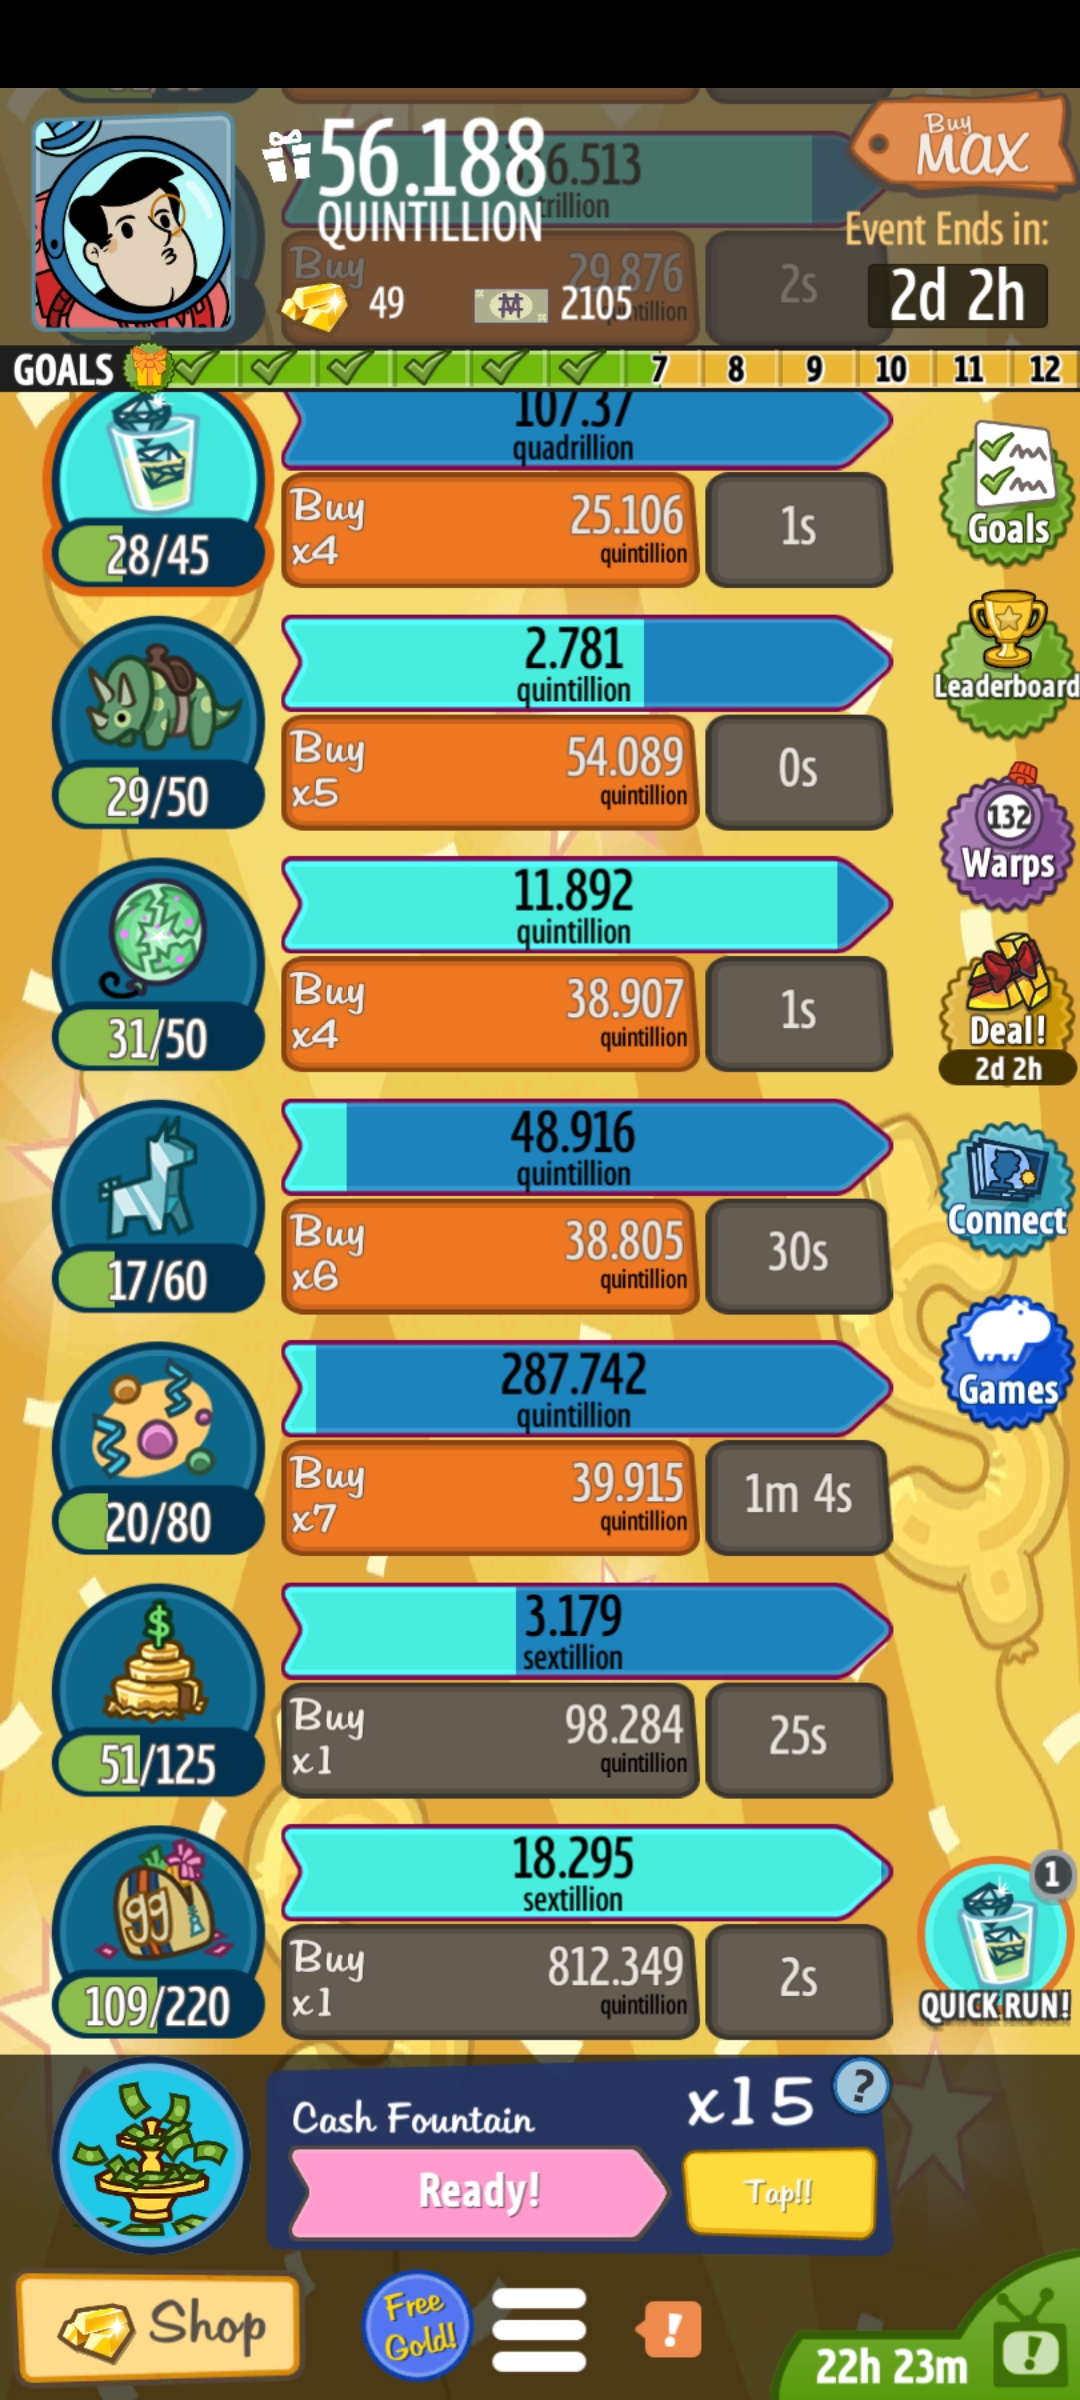 56.188
QUINTILLION
Buy
MAX
6.513
trillion
Event Ends in:
2d 2h
Buy
29.876
2s
49
2105
GOALS 7 8 9 10 11 12
107.37
quadrillion
28/45
Buy
x4
25.106
quintillion
1s
Goals
2.781
quintillion
29/50
Buy
x5
54.089
quintillion
0s
Leaderboard
132
Warps
11.892
quintillion
31/50
Buy
x4
38.907
quintillion
1s
Deal!
2d 2h
48.916
quintillion
17/60
Buy
x6
38.805
quintillion
30s
Connect
287.742
quintillion
20/80
Buy
x7
39.915
quintillion
1m 4s
Games
$
3.179
sextillion
51/125
Buy
x1
98.284
quintillion
25s
99
18.295
sextillion
109/220
Buy
x1
812.349
quintillion
2s
1
QUICK RUN!
Cash Fountain
x15
?
Ready!
Tap!!
Shop
Free
Gold!
!
22h 23m
!